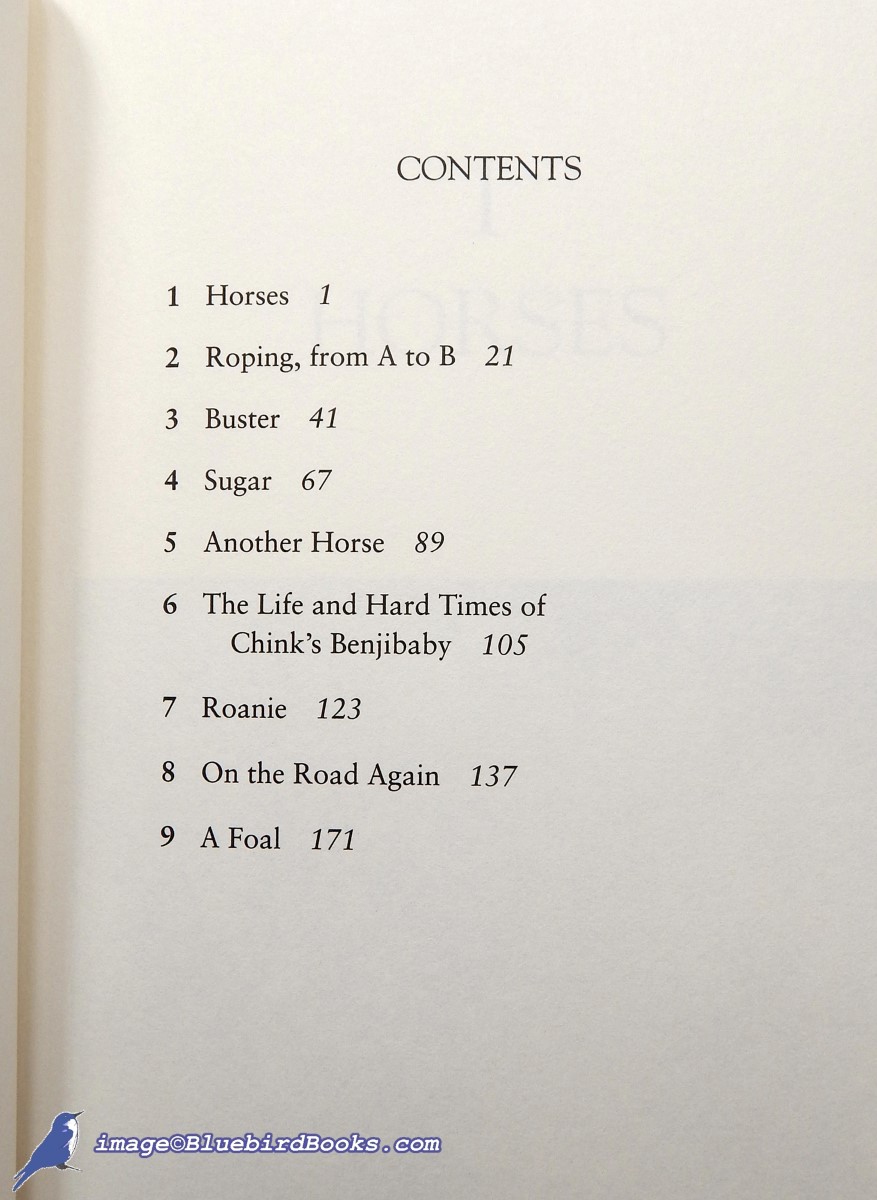 CONTENTS
1 Horses 1
2 Roping, from A to B 21
3 Buster 41
4 Sugar 67
5 Another Horse 89
6 The Life and Hard Times of
Chink's Benjibaby 105
7 Roanie 123
8 On the Road Again 137
9 A Foal 171
1
HORSES
image©BluebirdBooks.com